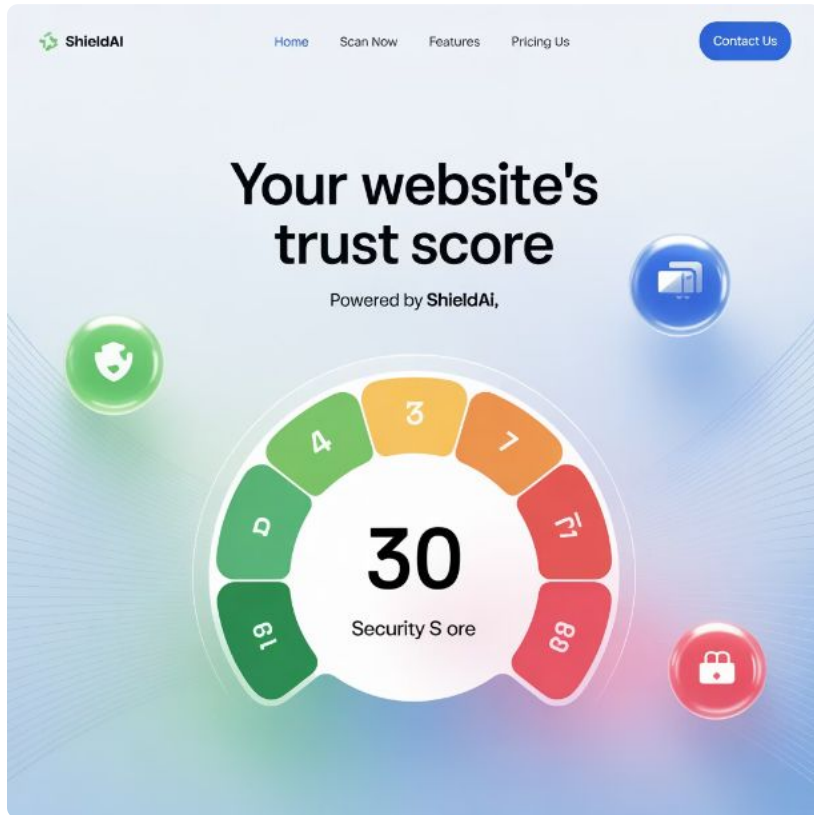 ShieldAI
Home Scan Now Features Pricing Us
Contact Us
Your website's
trust score
Powered by ShieldAi,
4
3
7
30
Security S ore